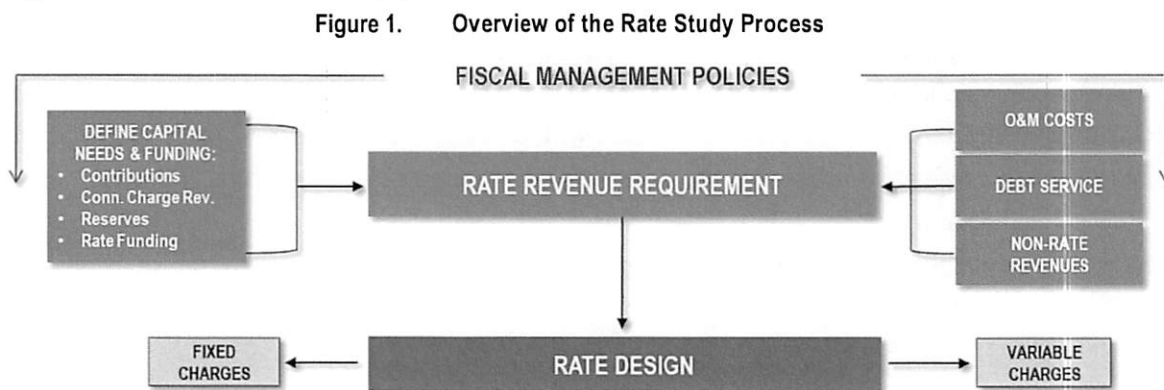 Figure 1. Overview of the Rate Study Process
FISCAL MANAGEMENT POLICIES
DEFINE CAPITAL
NEEDS & FUNDING:
• Contributions
• Conn. Charge Rev.
• Reserves
• Rate Funding
RATE REVENUE REQUIREMENT
O&M COSTS
DEBT SERVICE
NON-RATE
REVENUES
FIXED
CHARGES
RATE DESIGN
VARIABLE
CHARGES